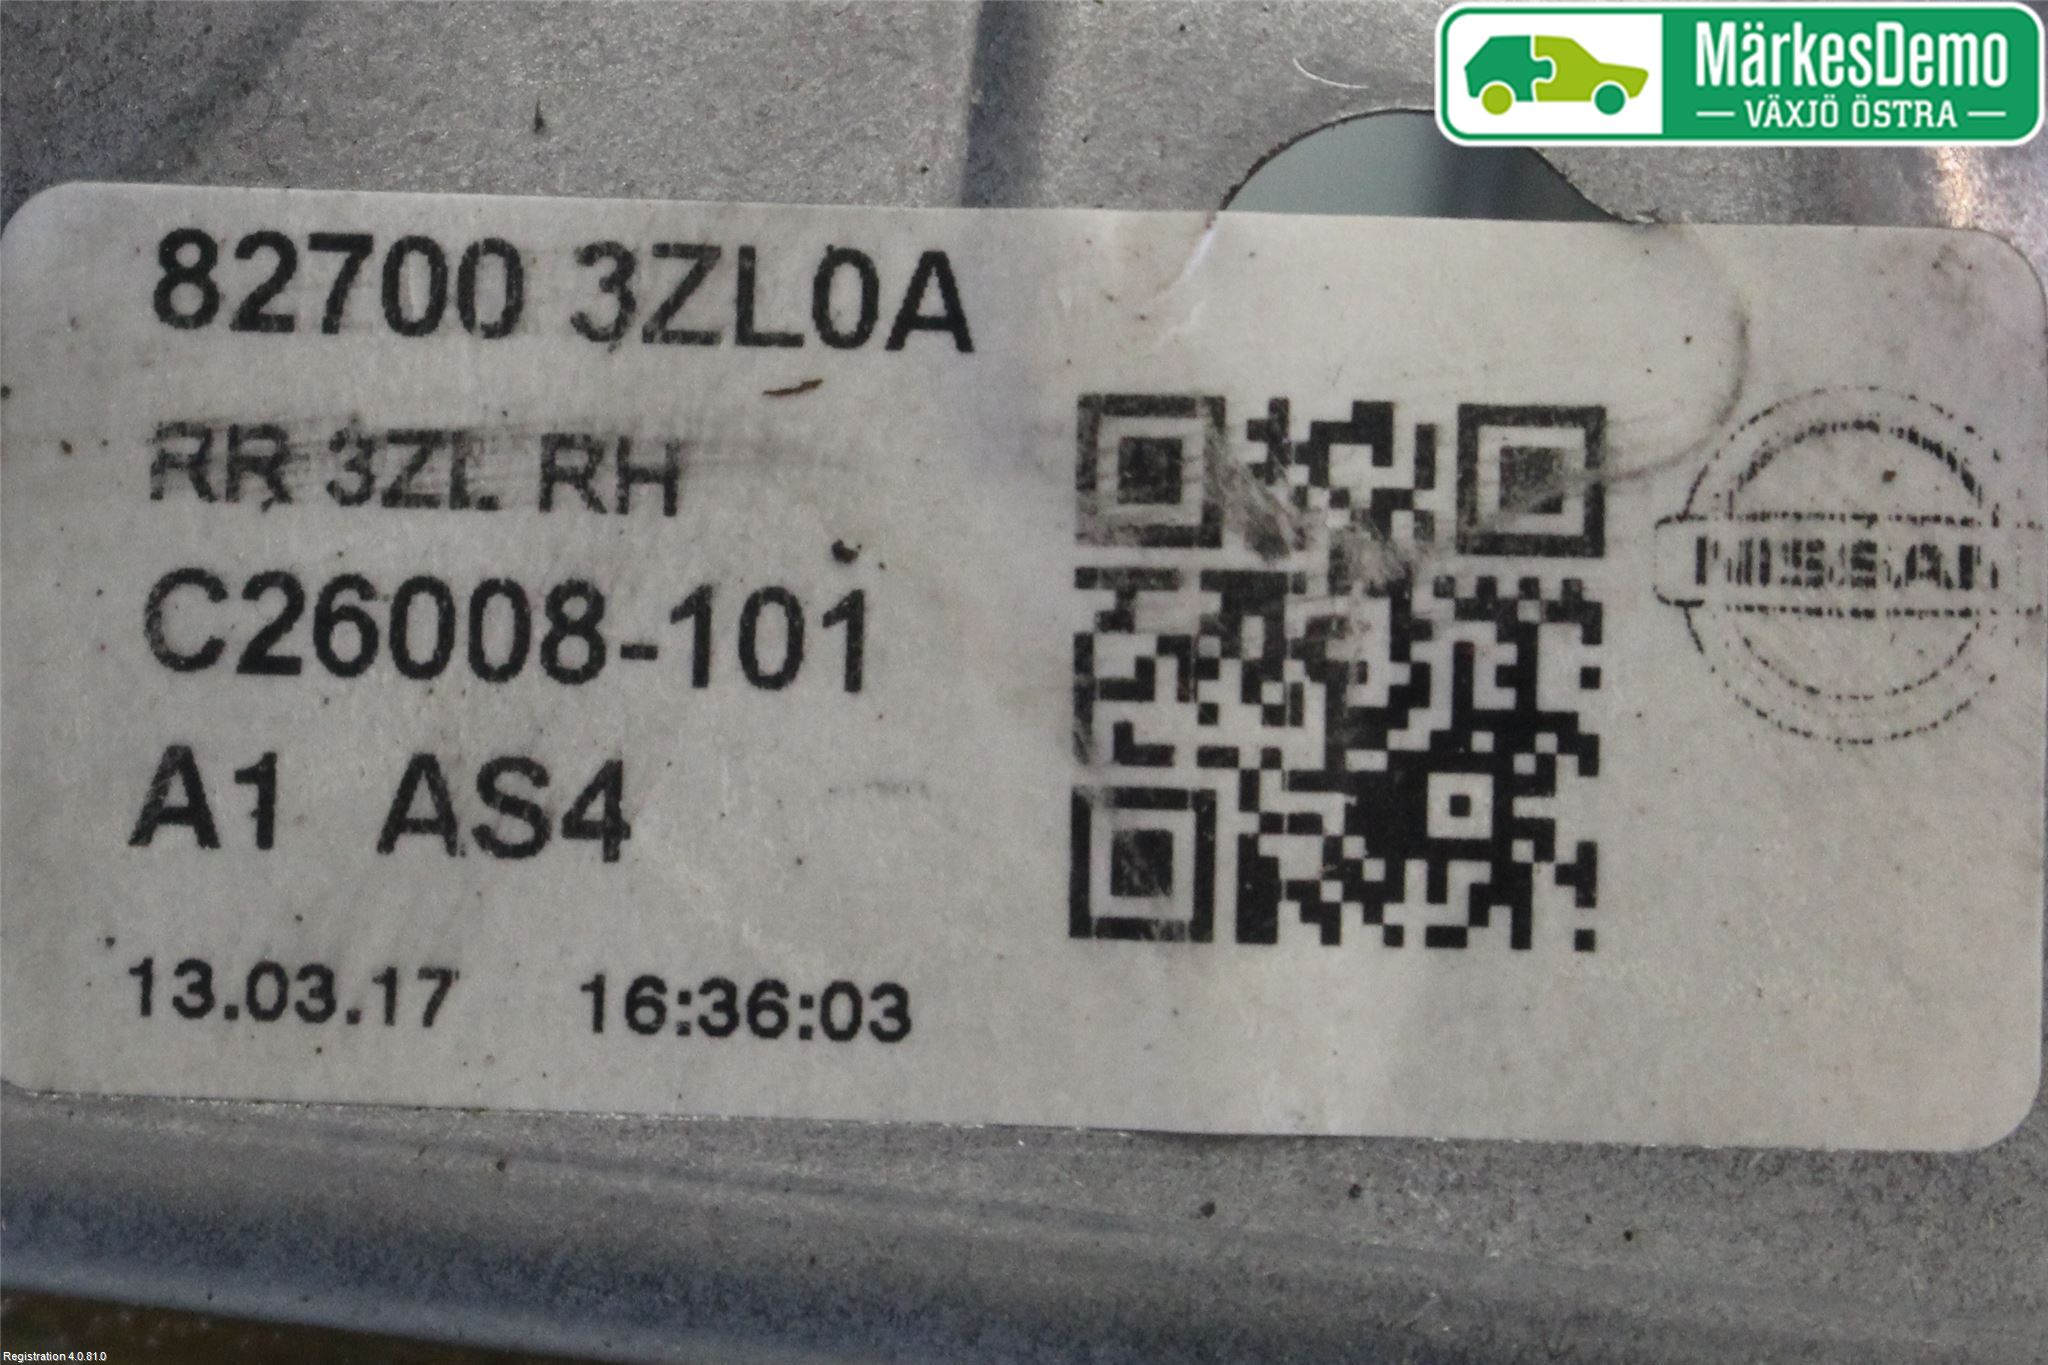 MärkesDemo
VÄXJÖ ÖSTRA
82700 3ZL0A
RR 3ZL RH
C26008-101
A1 AS4
13.03.17 16:36:03
NISSAN
Registration 4.0.81.0